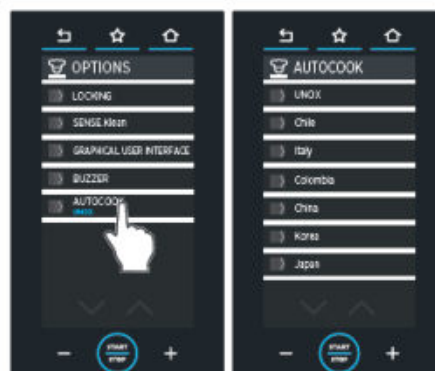 OPTIONS
LOCKING
SENSE Klean
GRAPHICAL USER INTERFACE
BUZZER
AUTOCOOK
UNOX
START
STOP
AUTOCOOK
UNOX
Chile
Italy
Colombia
China
Korea
Japan
START
STOP